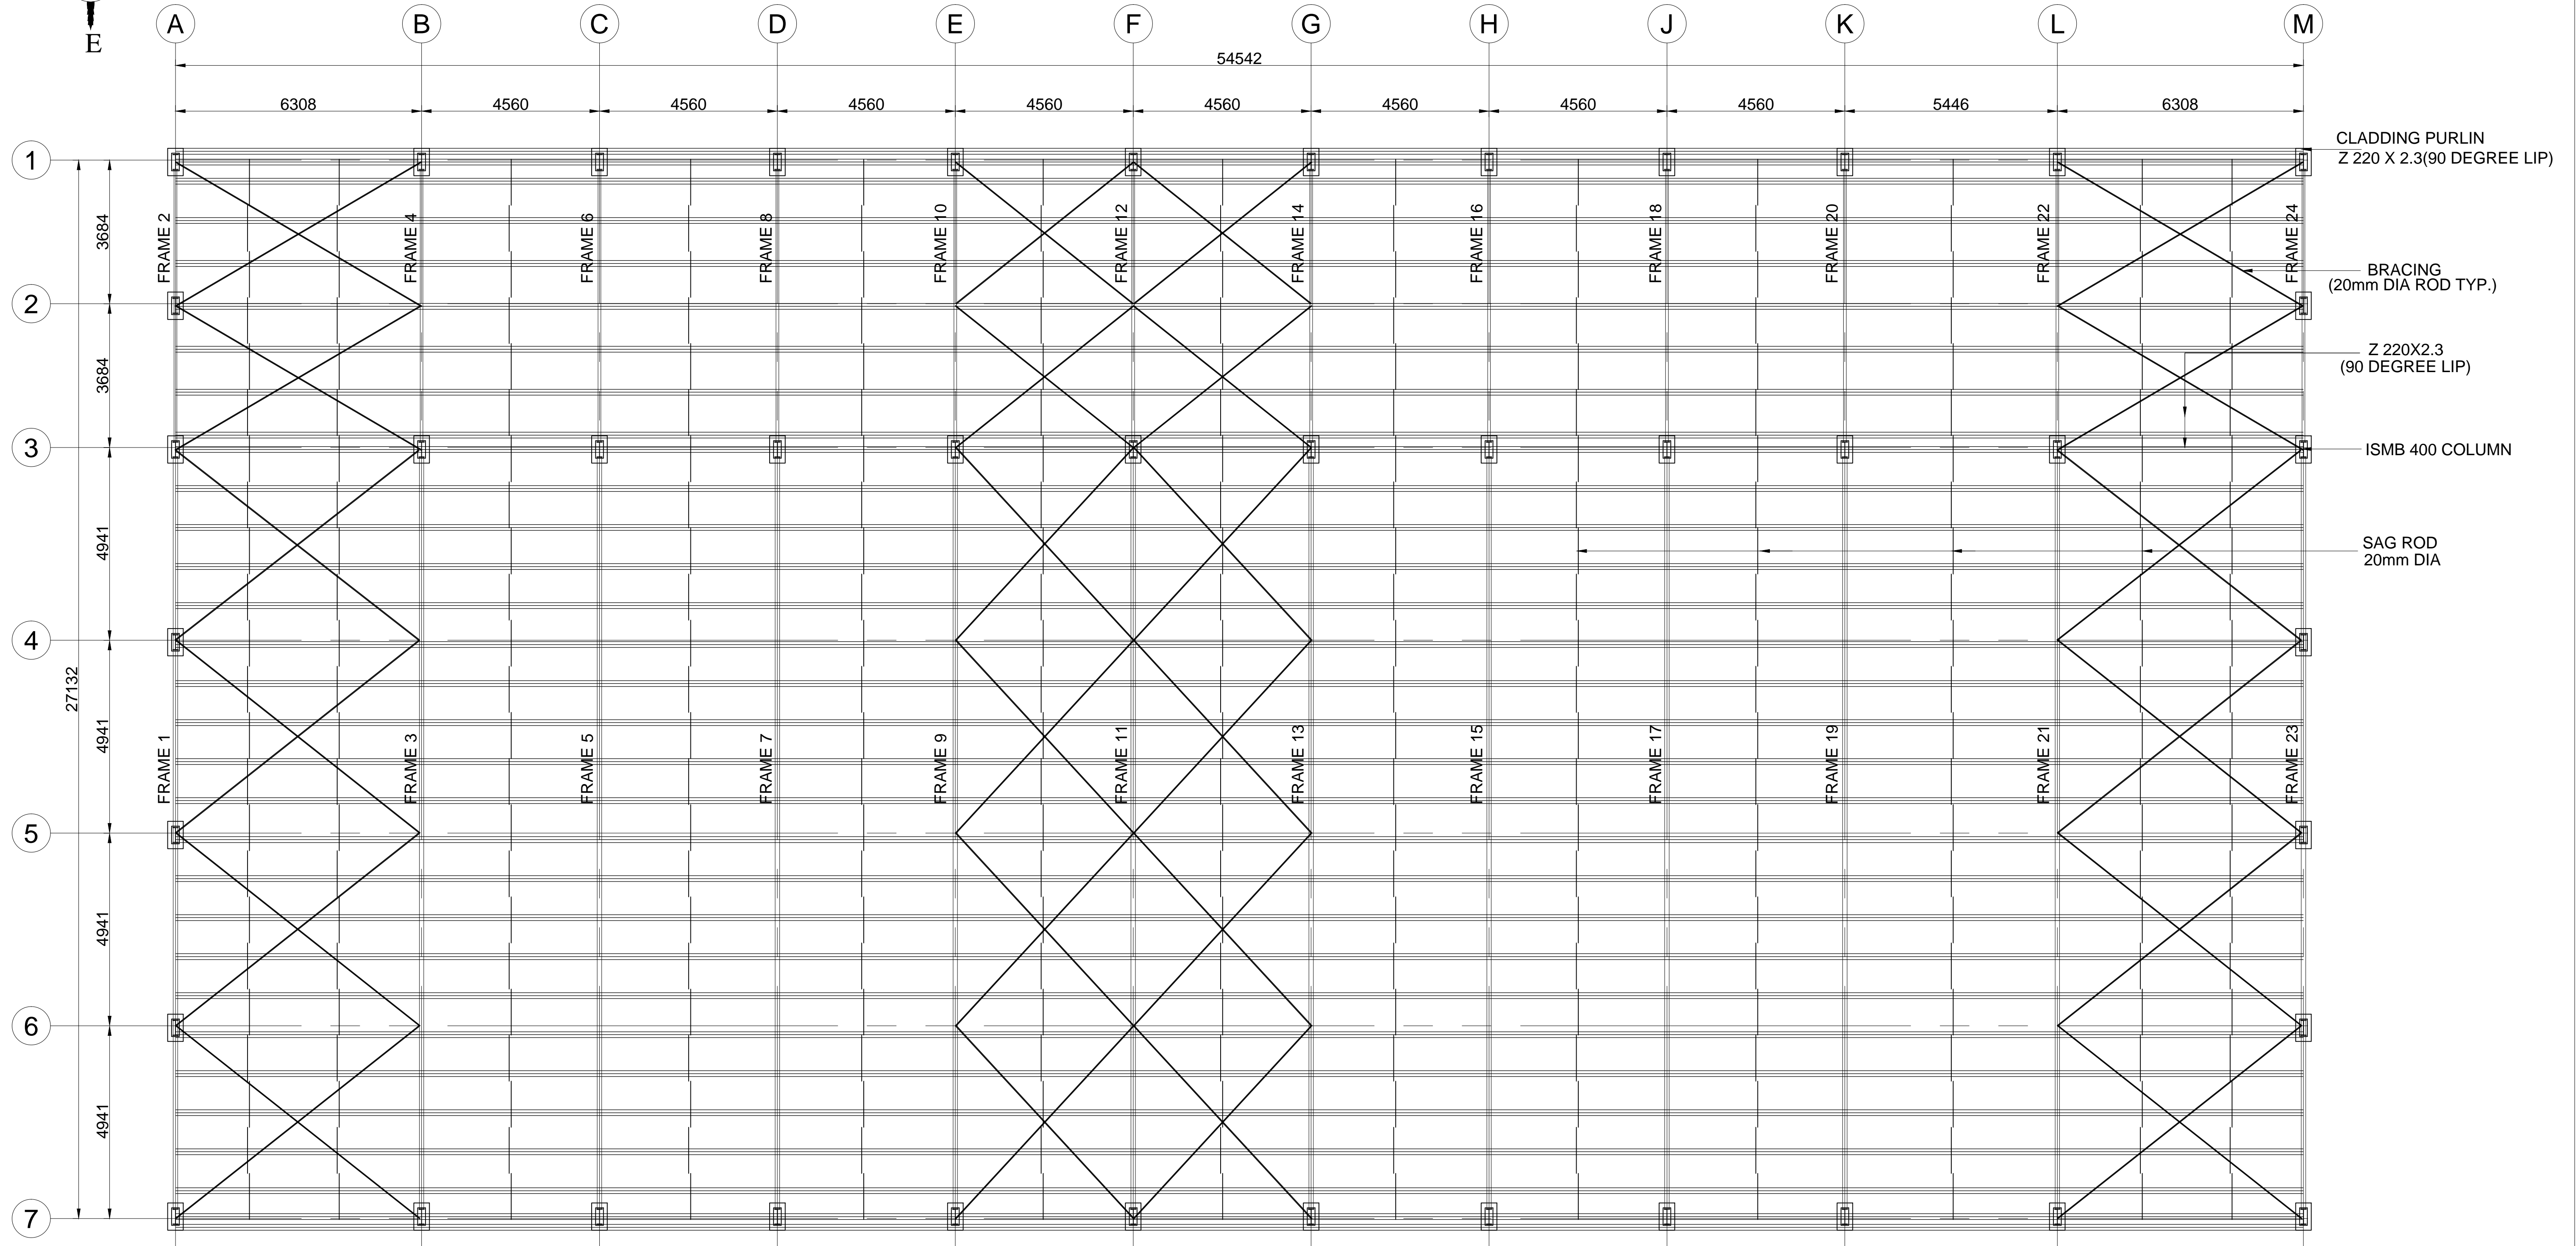 E
A B C D E F G H J K L M
54542
6308 4560 4560 4560 4560 4560 4560 4560 4560 5446 6308
1
CLADDING PURLIN
Z 220 X 2.3(90 DEGREE LIP)
3684
FRAME 2 FRAME 4 FRAME 6 FRAME 8 FRAME 10 FRAME 12 FRAME 14 FRAME 16 FRAME 18 FRAME 20 FRAME 22 FRAME 24
BRACING
(20mm DIA ROD TYP.)
2
3684
Z 220X2.3
(90 DEGREE LIP)
3
ISMB 400 COLUMN
4941
SAG ROD
20mm DIA
4
27132
4941
FRAME 1 FRAME 3 FRAME 5 FRAME 7 FRAME 9 FRAME 11 FRAME 13 FRAME 15 FRAME 17 FRAME 19 FRAME 21 FRAME 23
5
4941
6
4941
7